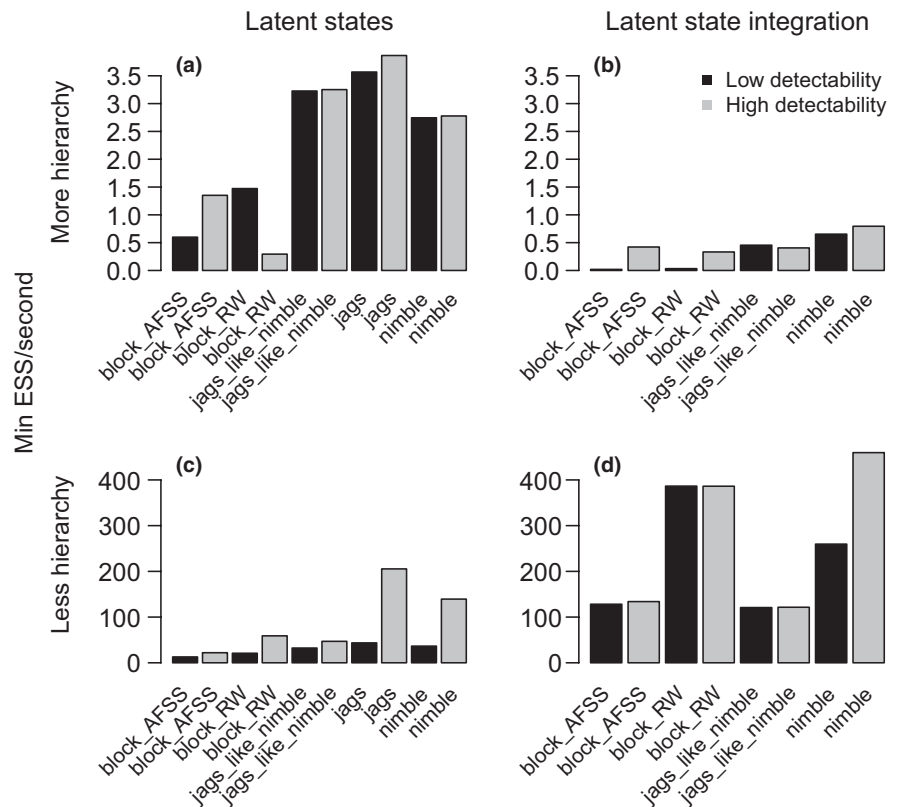 Latent states
Latent state integration
Min ESS/second
More hierarchy
(a)
3.5
3.0
2.5
2.0
1.5
1.0
0.5
0.0
block_AFSS
block_AFSS
block_RW
block_RW
jags_like_nimble
jags_like_nimble
jags
jags
nimble
nimble
(b)
Low detectability
High detectability
3.5
3.0
2.5
2.0
1.5
1.0
0.5
0.0
block_AFSS
block_AFSS
block_RW
block_RW
jags_like_nimble
jags_like_nimble
nimble
nimble
Less hierarchy
(c)
400
300
200
100
0
block_AFSS
block_AFSS
block_RW
block_RW
jags_like_nimble
jags_like_nimble
jags
jags
nimble
nimble
(d)
400
300
200
100
0
block_AFSS
block_AFSS
block_RW
block_RW
jags_like_nimble
jags_like_nimble
nimble
nimble